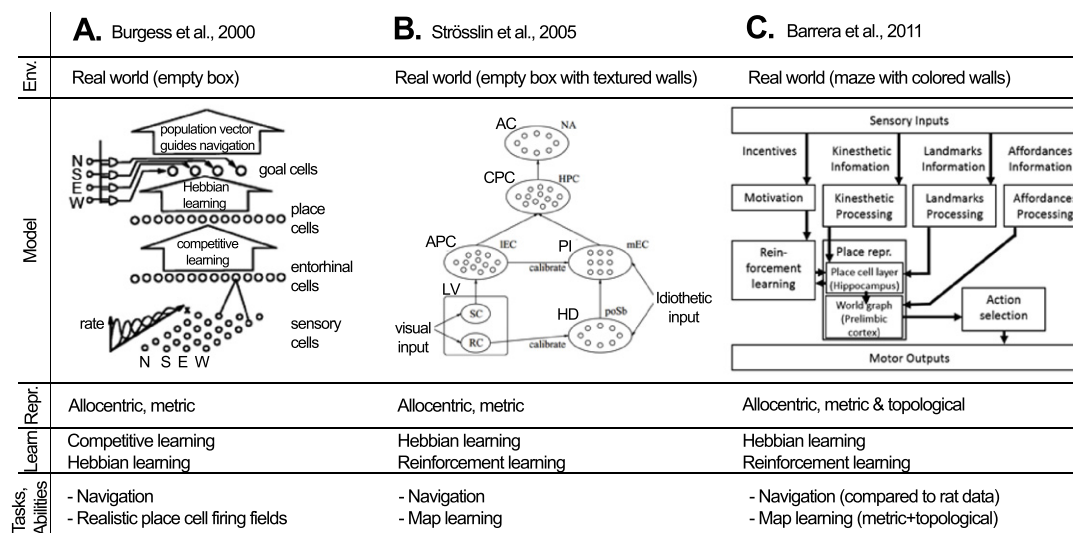 A. Burgess et al., 2000
B. Strösslin et al., 2005
C. Barrera et al., 2011
Env.
Real world (empty box)
Real world (empty box with textured walls)
Real world (maze with colored walls)
Model
population vector
guides navigation
N
S
E
W
goal cells
Hebbian
learning
place
cells
competitive
learning
entorhinal
cells
rate
x
sensory
cells
N S E W
AC
NA
CPC
HPC
APC
lEC
PI
mEC
calibrate
LV
SC
RC
visual
input
HD
poSb
calibrate
Idiothetic
input
Sensory Inputs
Incentives
Kinesthetic
Infomation
Landmarks
Information
Affordances
Information
Motivation
Kinesthetic
Processing
Landmarks
Processing
Affordances
Processing
Rein-
forcement
learning
Place repr.
Place cell layer
(Hippocampus)
World graph
(Prelimbic
cortex)
Action
selection
Motor Outputs
Repr.
Allocentric, metric
Allocentric, metric
Allocentric, metric & topological
Learn
Competitive learning
Hebbian learning
Hebbian learning
Reinforcement learning
Hebbian learning
Reinforcement learning
Tasks,
Abilities
- Navigation
- Realistic place cell firing fields
- Navigation
- Map learning
- Navigation (compared to rat data)
- Map learning (metric+topological)